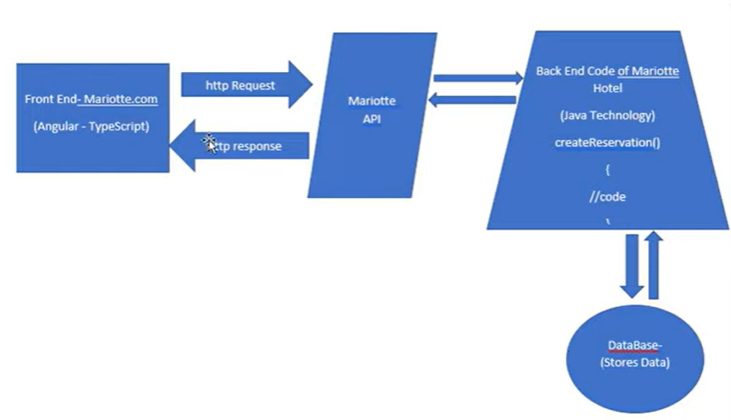 Front End- Mariotte.com
(Angular - TypeScript)
http Request
http response
Mariotte
API
Back End Code of Mariotte
Hotel
(Java Technology)
createReservation()
{
//code
DataBase-
(Stores Data)